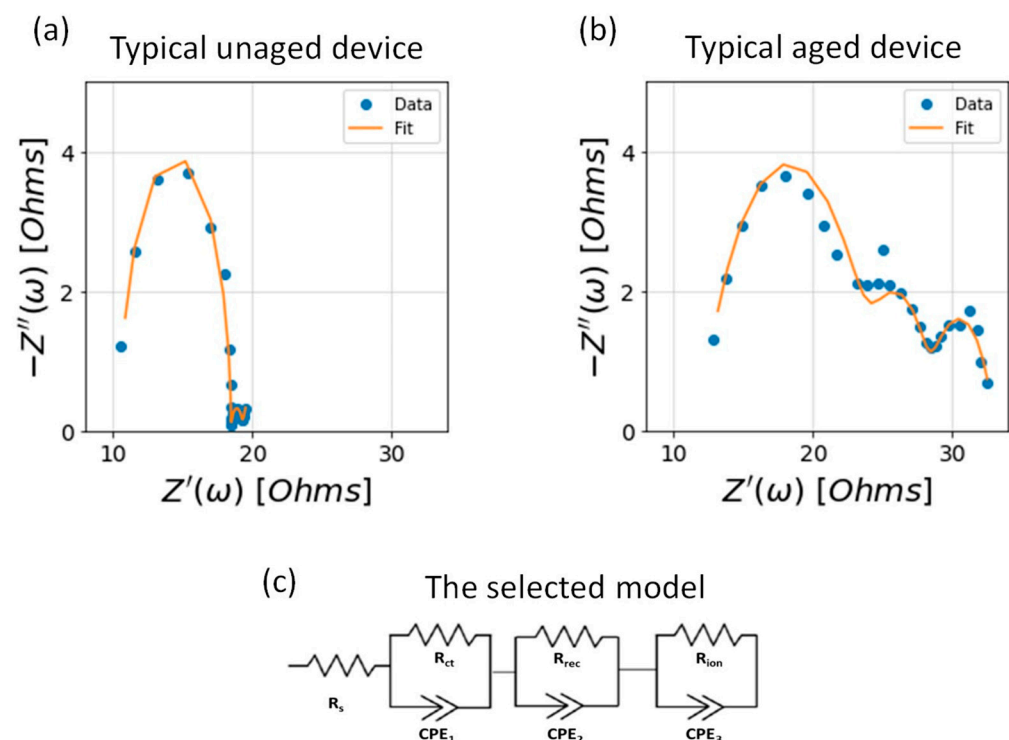 (a)
Typical unaged device
Data
Fit
4
2
0
10
20
30
−Z″(ω) [Ohms]
Z′(ω) [Ohms]
(b)
Typical aged device
Data
Fit
4
2
0
10
20
30
−Z″(ω) [Ohms]
Z′(ω) [Ohms]
(c)
The selected model
Rs
Rct
CPE1
Rrec
CPE2
Rion
CPE3